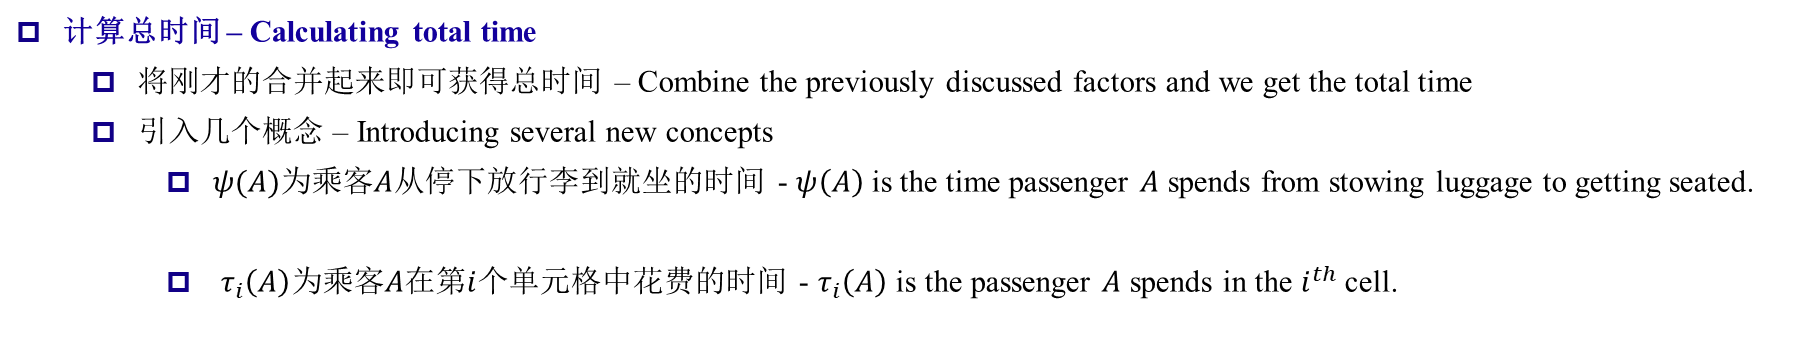 计算总时间 – Calculating total time
将刚才的合并起来即可获得总时间 – Combine the previously discussed factors and we get the total time
引入几个概念 – Introducing several new concepts
ψ(A)为乘客A从停下放行李到就坐的时间 - ψ(A) is the time passenger A spends from stowing luggage to getting seated.
τᵢ(A)为乘客A在第i个单元格中花费的时间 - τᵢ(A) is the passenger A spends in the iᵗʰ cell.